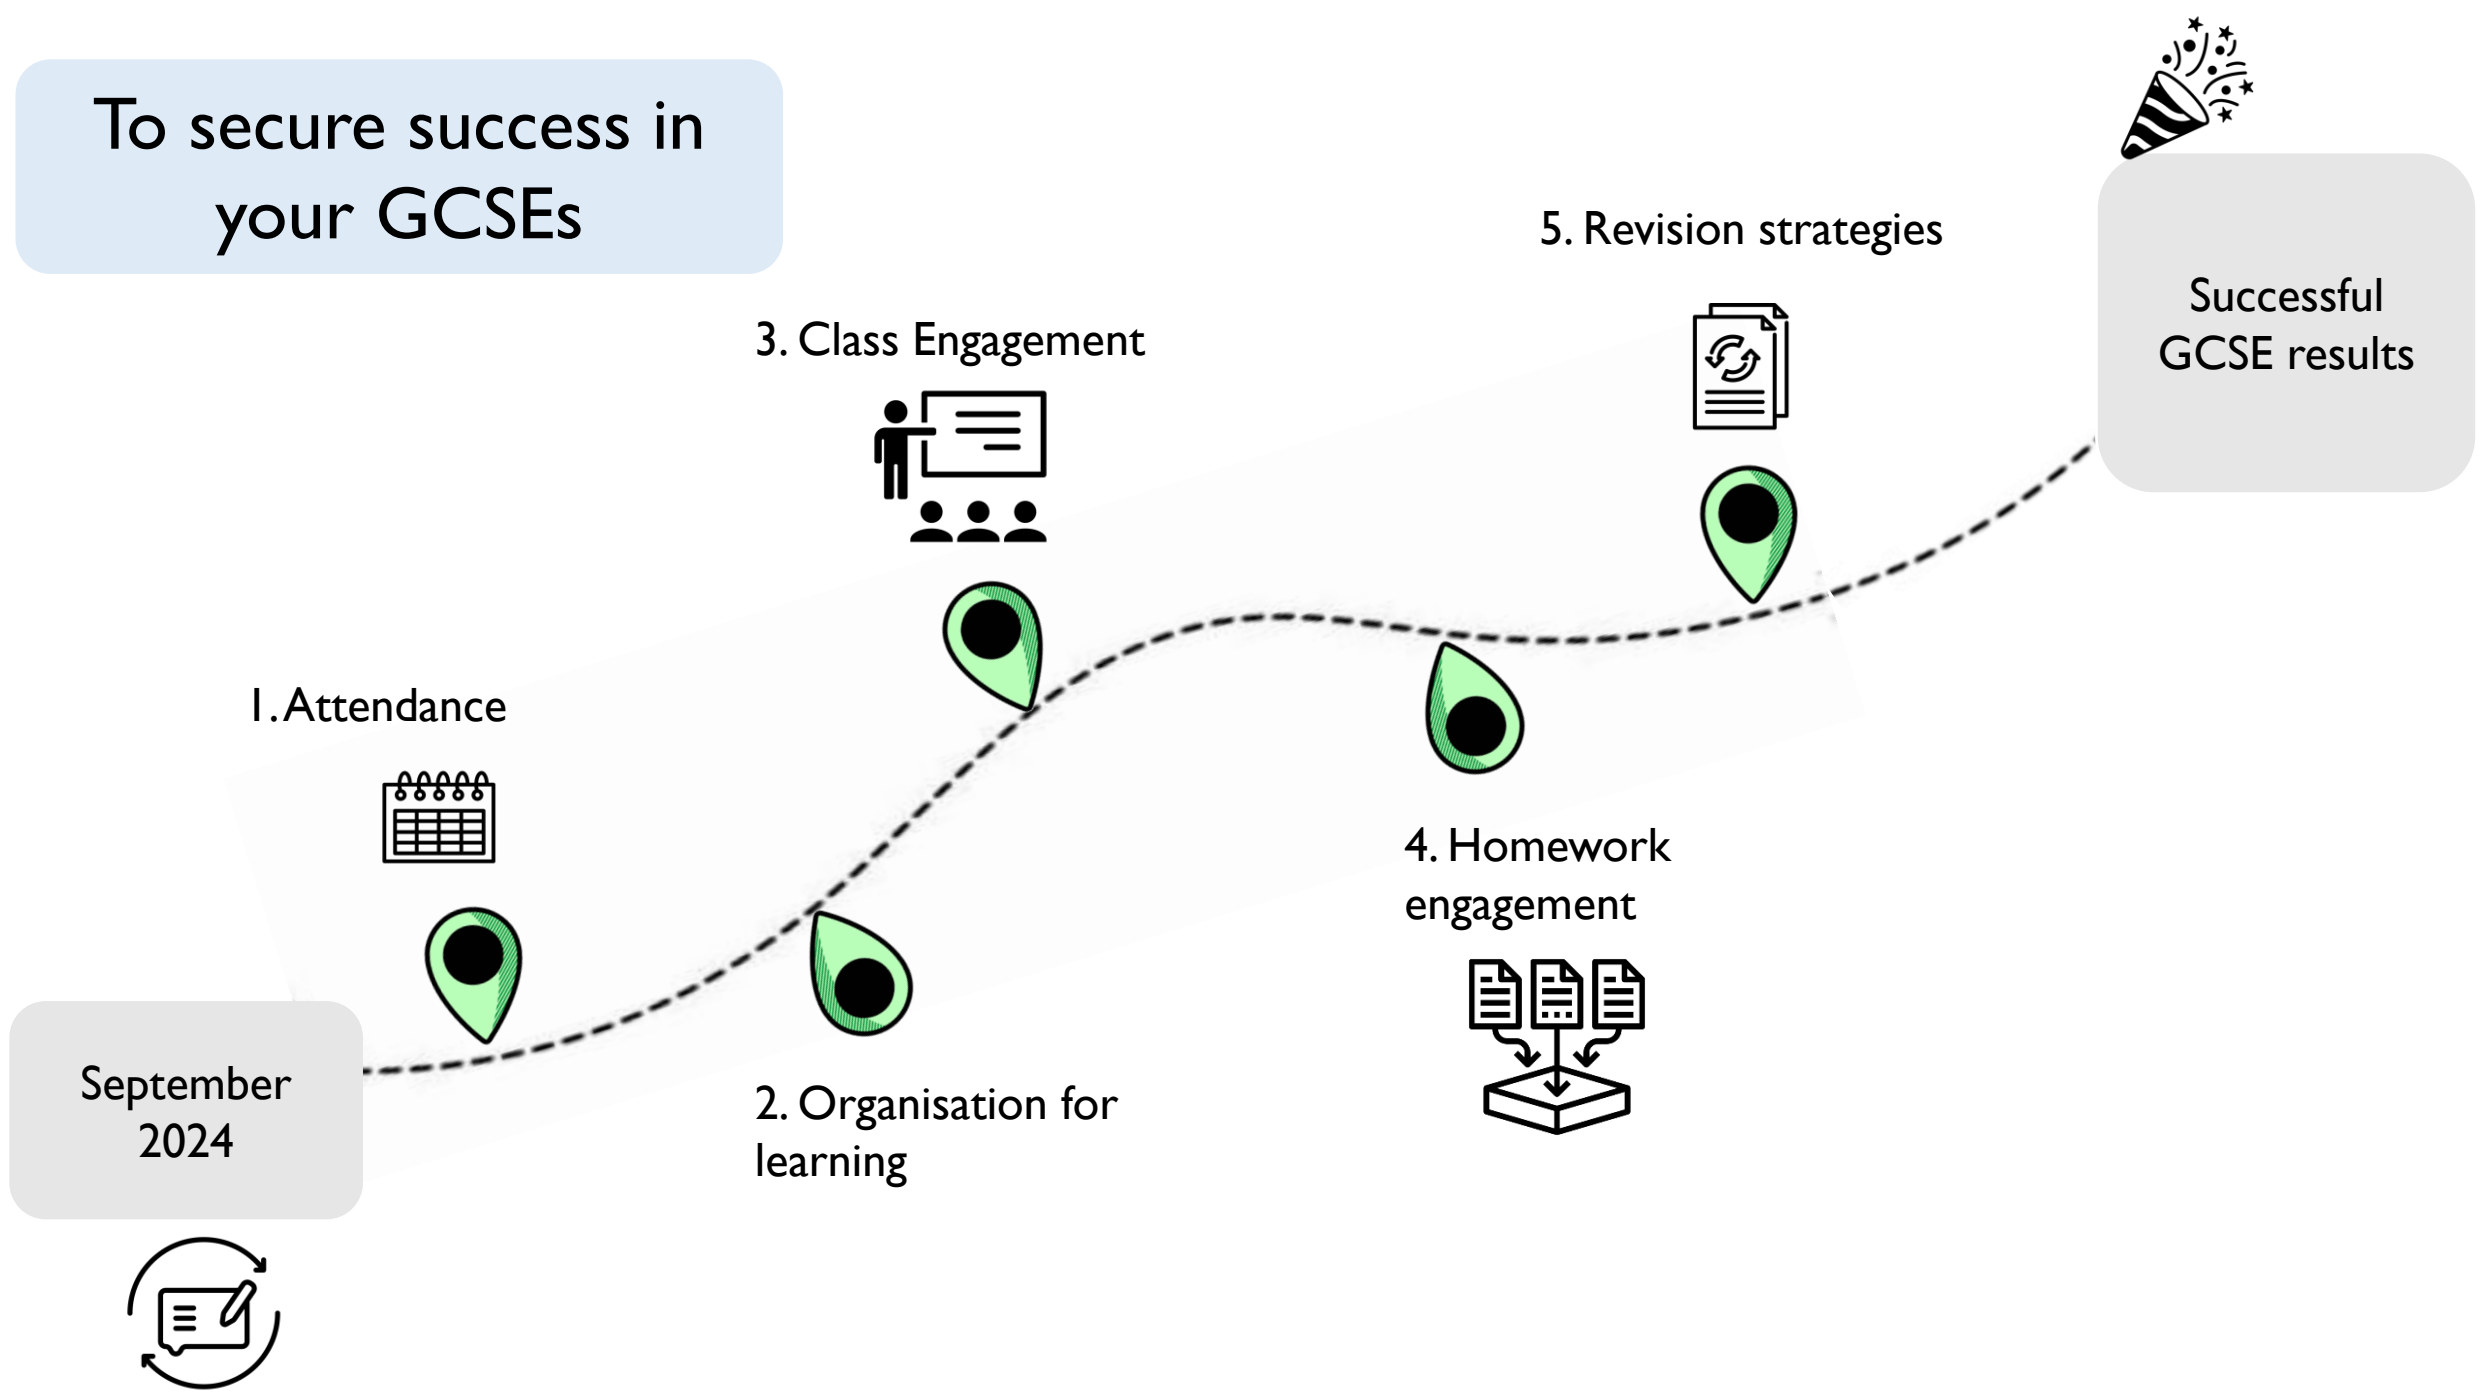 To secure success in
your GCSEs
September
2024
1. Attendance
2. Organisation for
learning
3. Class Engagement
4. Homework
engagement
5. Revision strategies
Successful
GCSE results